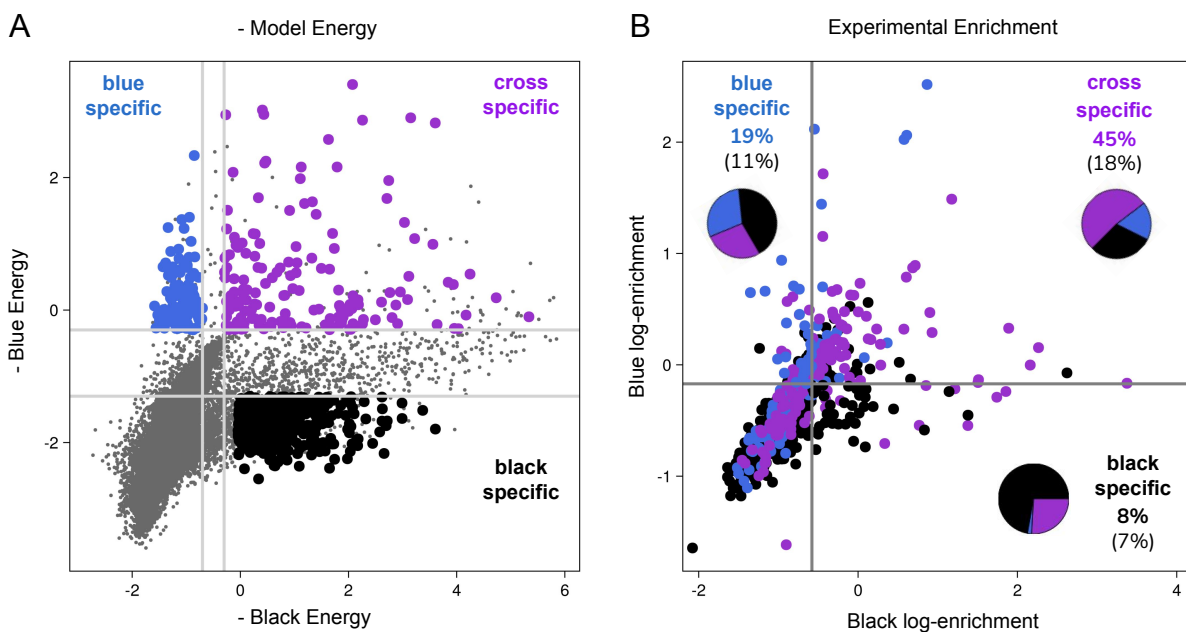 A
- Model Energy
blue
specific
cross
specific
black
specific
- Blue Energy
2
0
-2
-2
0
2
4
6
- Black Energy
B
Experimental Enrichment
blue
specific
19%
(11%)
cross
specific
45%
(18%)
black
specific
8%
(7%)
Blue log-enrichment
2
1
0
-1
-2
0
2
4
Black log-enrichment